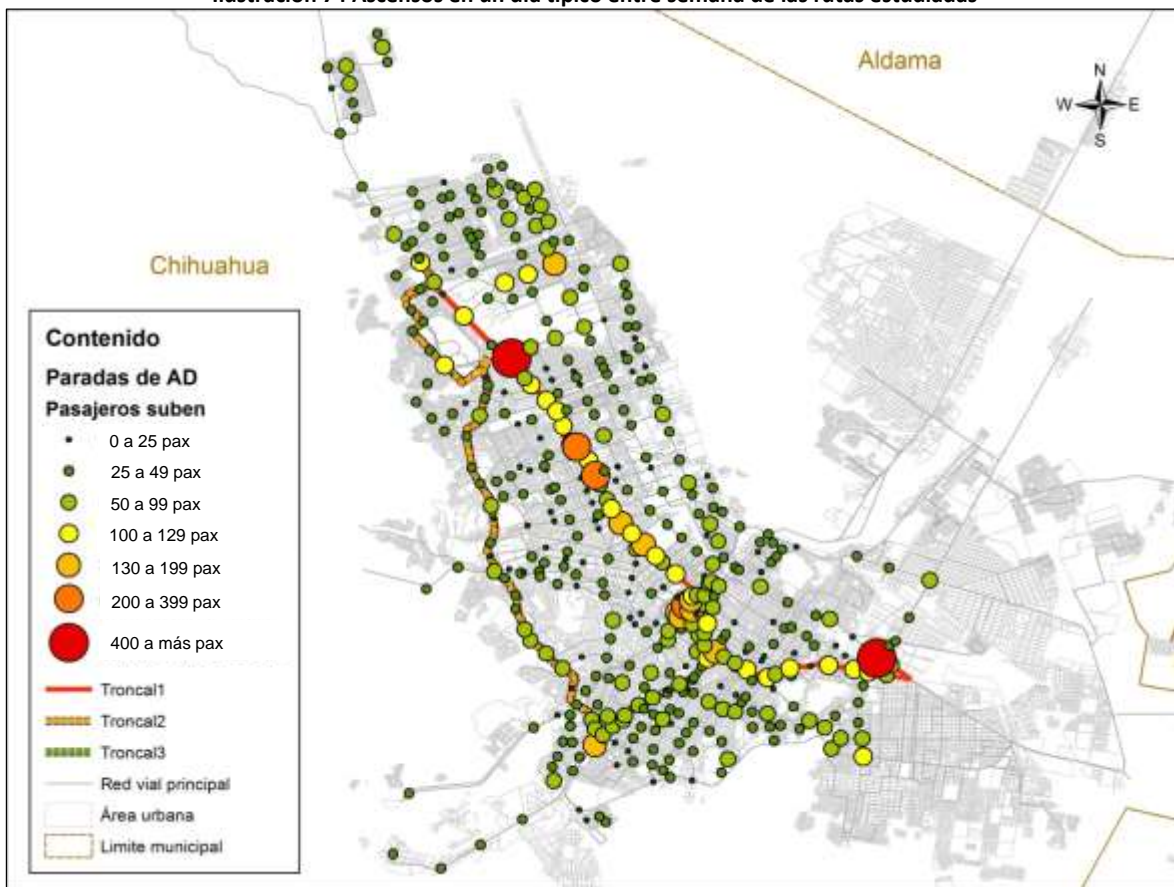 Aldama
N
W E
S
Chihuahua
Contenido
Paradas de AD
Pasajeros suben
0 a 25 pax
25 a 49 pax
50 a 99 pax
100 a 129 pax
130 a 199 pax
200 a 399 pax
400 a más pax
Troncal1
Troncal2
Troncal3
Red vial principal
Área urbana
Limite municipal